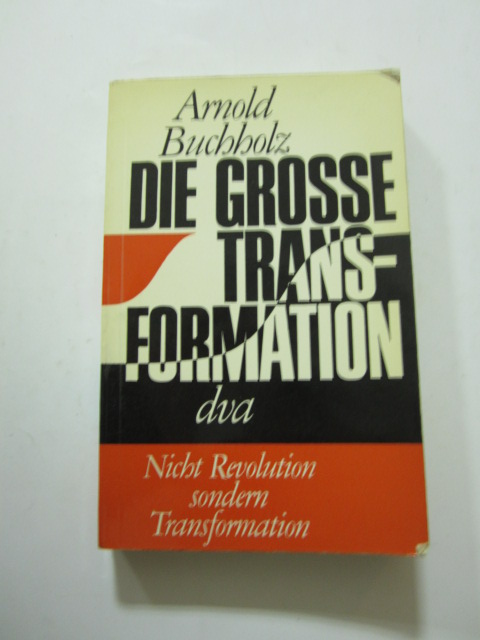 Arnold
Buchholz
DIE GROSSE
TRANS-
FORMATION
dva
Nicht Revolution
sondern
Transformation